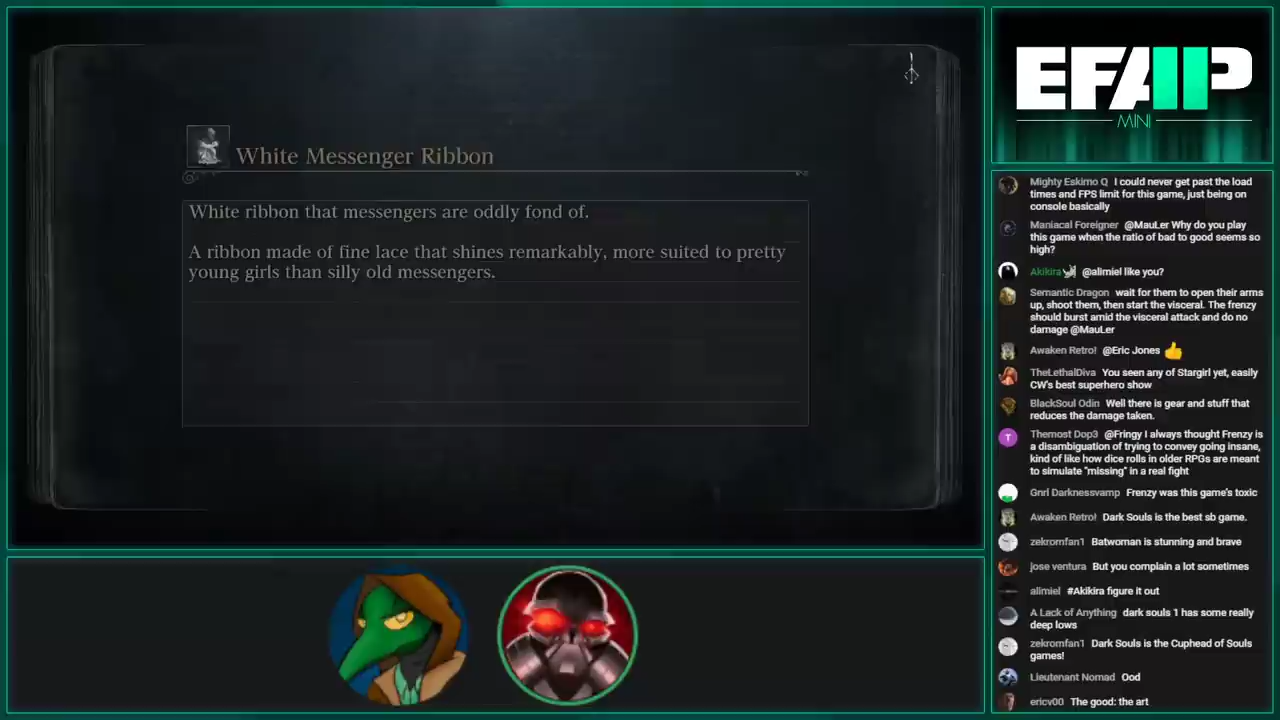 White Messenger Ribbon
White ribbon that messengers are oddly fond of.
A ribbon made of fine lace that shines remarkably, more suited to pretty
young girls than silly old messengers.
EFAP
MINI
Mighty Eskimo Q I could never get past the load
times and FPS limit for this game, just being on
console basically
Maniacal Foreigner @MauLer Why do you play
this game when the ratio of bad to good seems so
high?
Akikira @alimiel like you?
Semantic Dragon wait for them to open their arms
up, shoot them, then start the visceral. The frenzy
should burst amid the visceral attack and do no
damage @MauLer
Awaken Retro! @Eric Jones 👍
TheLethalDiva You seen any of Stargirl yet, easily
CW's best superhero show
BlackSoul Odin Well there is gear and stuff that
reduces the damage taken.
T
Themost Dop3 @Fringy I always thought Frenzy is
a disambiguation of trying to convey going insane,
kind of like how dice rolls in older RPGs are meant
to simulate "missing" in a real fight
Gnrl Darknessvamp Frenzy was this game's toxic
Awaken Retro! Dark Souls is the best sb game.
zekromfan1 Batwoman is stunning and brave
jose ventura But you complain a lot sometimes
alimiel #Akikira figure it out
A Lack of Anything dark souls 1 has some really
deep lows
zekromfan1 Dark Souls is the Cuphead of Souls
games!
Lieutenant Nomad Ood
ericv00 The good: the art